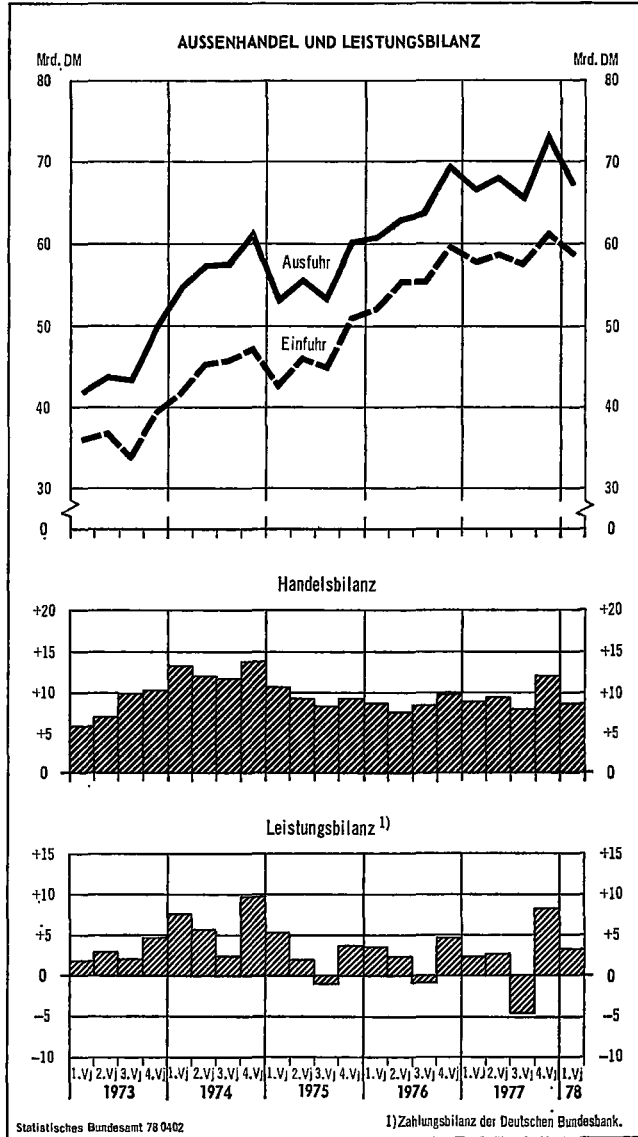 AUSSENHANDEL UND LEISTUNGSBILANZ
Mrd. DM Mrd. DM
80 80
70 70
60 60
Ausfuhr
50 50
Einfuhr
40 40
30 30
0 0
Handelsbilanz
+20 +20
+15 +15
+10 +10
+5 +5
0 0
Leistungsbilanz 1)
+15 +15
+10 +10
+5 +5
0 0
−5 −5
−10 −10
1.Vj 2.Vj 3.Vj 4.Vj 1.Vj 2.Vj 3.Vj 4.Vj 1.Vj 2.Vj 3.Vj 4.Vj 1.Vj 2.Vj 3.Vj 4.Vj 1.Vj 2.Vj 3.Vj 4.Vj 1.Vj
1973 1974 1975 1976 1977 78
Statistisches Bundesamt 78 0402 1) Zahlungsbilanz der Deutschen Bundesbank.